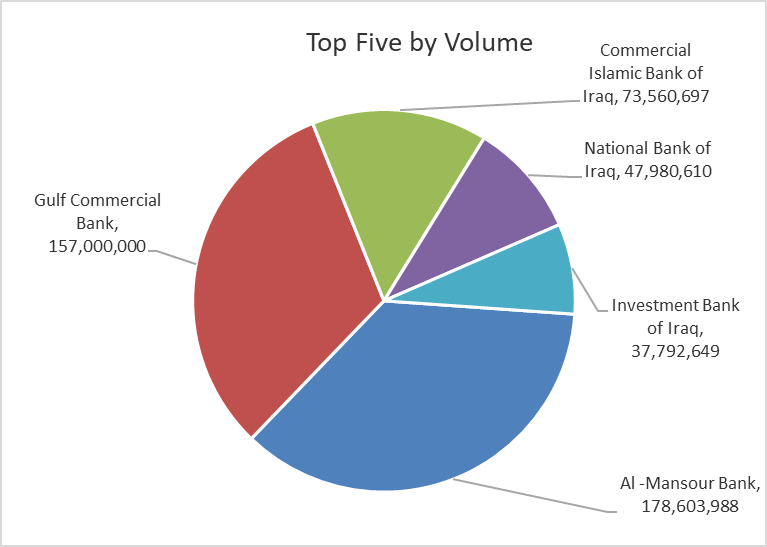 Top Five by Volume
Commercial
Islamic Bank of
Iraq, 73,560,697
National Bank of
Iraq, 47,980,610
Gulf Commercial
Bank,
157,000,000
Investment Bank
of Iraq,
37,792,649
Al -Mansour Bank,
178,603,988